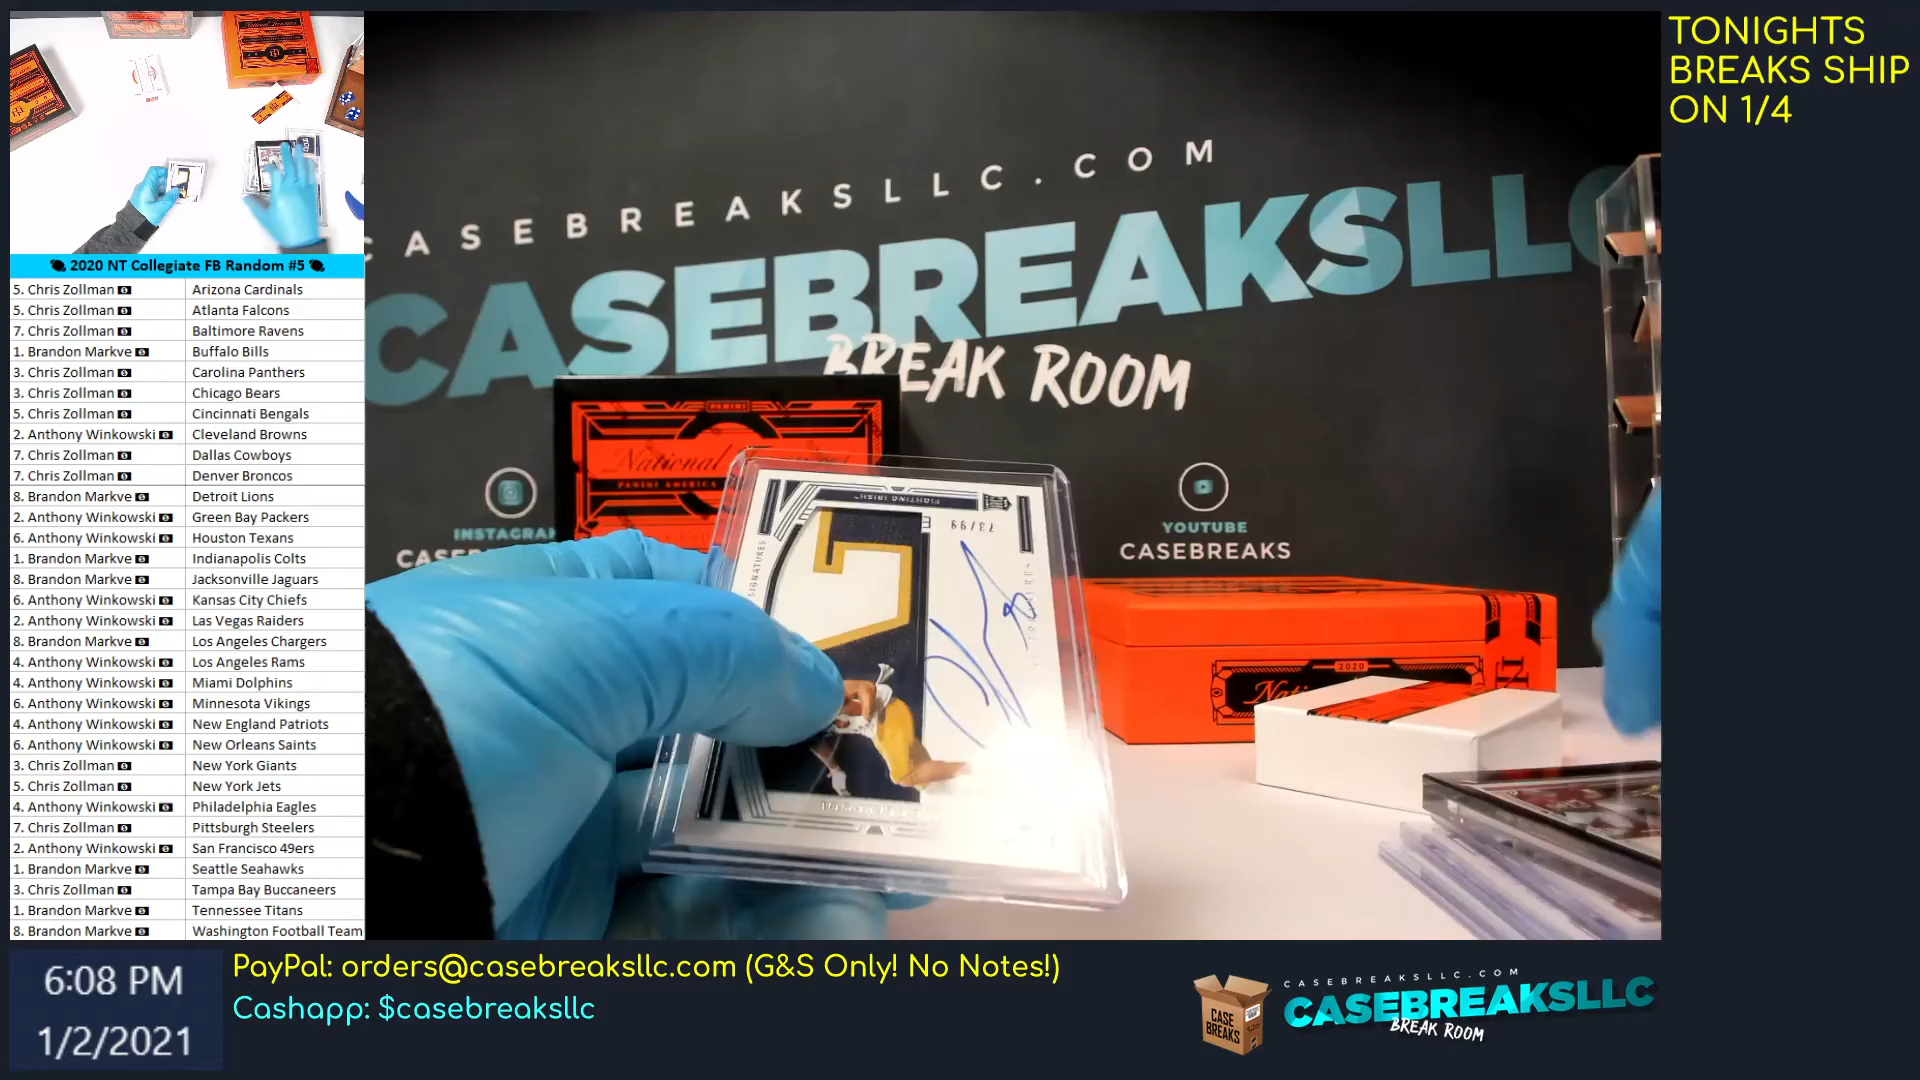 TONIGHTS
BREAKS SHIP
ON 1/4
CASEBREAKSLLC.COM
CASEBREAKSLLC
BREAK ROOM
PANINI
National
PANINI AMERICA
INSTAGRAM
YOUTUBE
CASEBREAKS
FIGHTING IRISH
73/99
SIGNATURES
2020
2020 NT Collegiate FB Random #5
5. Chris Zollman Arizona Cardinals
5. Chris Zollman Atlanta Falcons
7. Chris Zollman Baltimore Ravens
1. Brandon Markve Buffalo Bills
3. Chris Zollman Carolina Panthers
3. Chris Zollman Chicago Bears
5. Chris Zollman Cincinnati Bengals
2. Anthony Winkowski Cleveland Browns
7. Chris Zollman Dallas Cowboys
7. Chris Zollman Denver Broncos
8. Brandon Markve Detroit Lions
2. Anthony Winkowski Green Bay Packers
6. Anthony Winkowski Houston Texans
1. Brandon Markve Indianapolis Colts
8. Brandon Markve Jacksonville Jaguars
6. Anthony Winkowski Kansas City Chiefs
2. Anthony Winkowski Las Vegas Raiders
8. Brandon Markve Los Angeles Chargers
4. Anthony Winkowski Los Angeles Rams
4. Anthony Winkowski Miami Dolphins
6. Anthony Winkowski Minnesota Vikings
4. Anthony Winkowski New England Patriots
6. Anthony Winkowski New Orleans Saints
3. Chris Zollman New York Giants
5. Chris Zollman New York Jets
4. Anthony Winkowski Philadelphia Eagles
7. Chris Zollman Pittsburgh Steelers
2. Anthony Winkowski San Francisco 49ers
1. Brandon Markve Seattle Seahawks
3. Chris Zollman Tampa Bay Buccaneers
1. Brandon Markve Tennessee Titans
8. Brandon Markve Washington Football Team
6:08 PM
1/2/2021
PayPal: orders@casebreaksllc.com (G&S Only! No Notes!)
Cashapp: $casebreaksllc
CASE
BREAKS
CASEBREAKSLLC.COM
CASEBREAKSLLC
BREAK ROOM